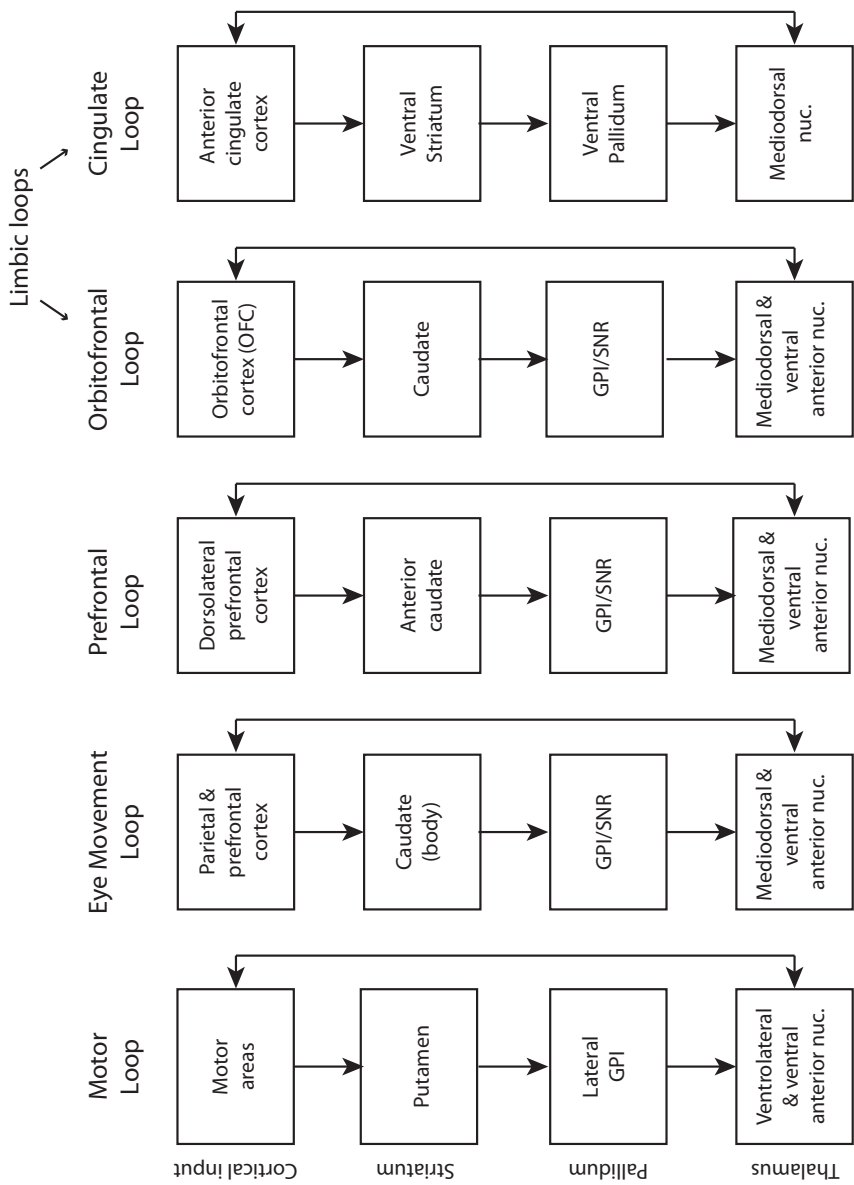 Limbic loops
Motor
Loop
Eye Movement
Loop
Prefrontal
Loop
Orbitofrontal
Loop
Cingulate
Loop
Cortical input
Motor
areas
Parietal &
prefrontal
cortex
Dorsolateral
prefrontal
cortex
Orbitofrontal
cortex (OFC)
Anterior
cingulate
cortex
Striatum
Putamen
Caudate
(body)
Anterior
caudate
Caudate
Ventral
Striatum
Pallidum
Lateral
GPI
GPI/SNR
GPI/SNR
GPI/SNR
Ventral
Pallidum
Thalamus
Ventrolateral
& ventral
anterior nuc.
Mediodorsal &
ventral
anterior nuc.
Mediodorsal &
ventral
anterior nuc.
Mediodorsal &
ventral
anterior nuc.
Mediodorsal
nuc.